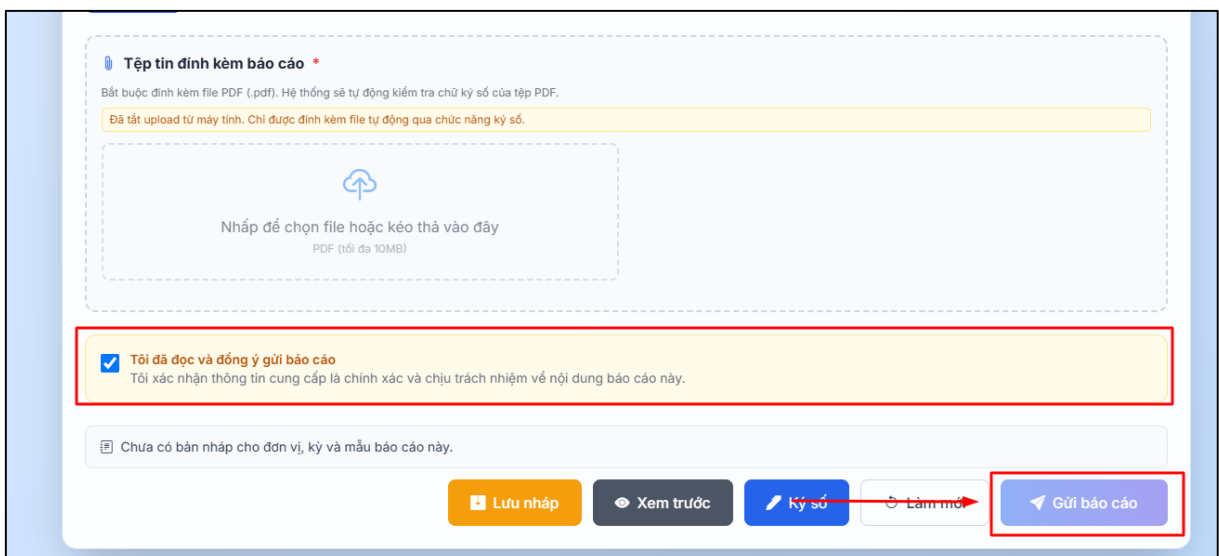 Tệp tin đính kèm báo cáo *
Bắt buộc đính kèm file PDF (.pdf). Hệ thống sẽ tự động kiểm tra chữ ký số của tệp PDF.
Đã tắt upload từ máy tính. Chỉ được đính kèm file tự động qua chức năng ký số.
Nhấp để chọn file hoặc kéo thả vào đây
PDF (tối đa 10MB)
Tôi đã đọc và đồng ý gửi báo cáo
Tôi xác nhận thông tin cung cấp là chính xác và chịu trách nhiệm về nội dung báo cáo này.
Chưa có bản nháp cho đơn vị, kỳ và mẫu báo cáo này.
Lưu nháp Xem trước Ký số Làm mới Gửi báo cáo